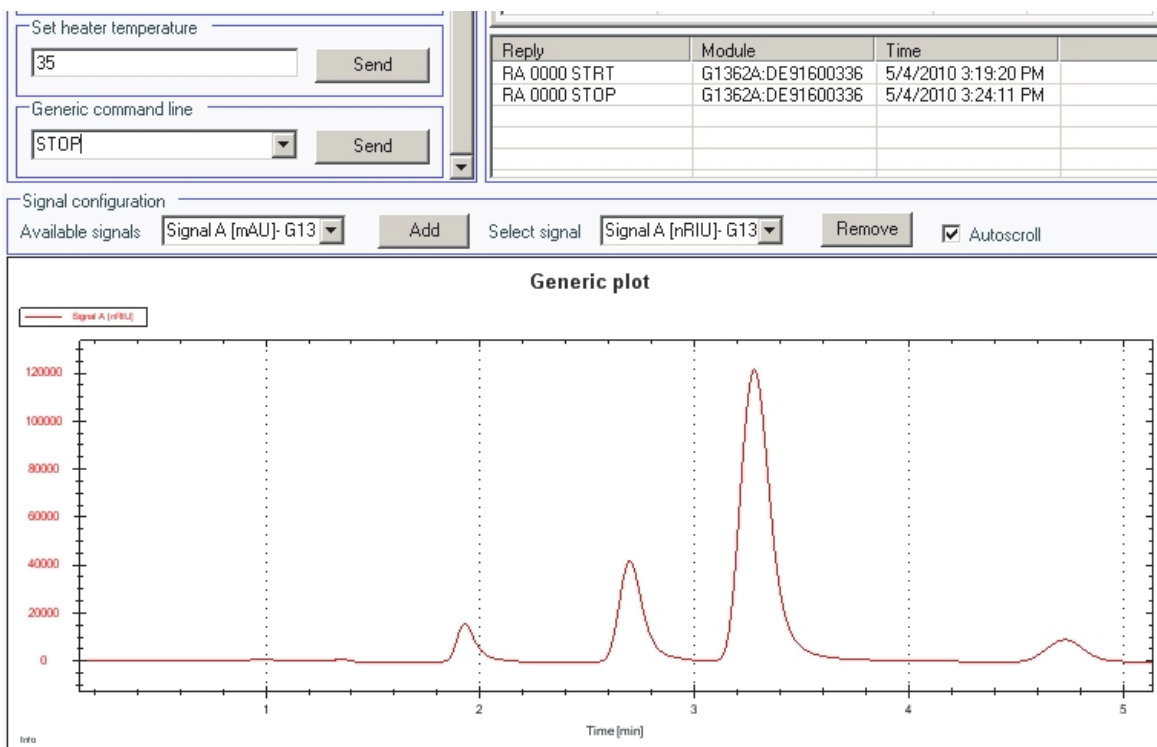 Set heater temperature
35
Send
Generic command line
STOP
Send
Reply Module Time
RA 0000 STRT G1362A:DE91600336 5/4/2010 3:19:20 PM
RA 0000 STOP G1362A:DE91600336 5/4/2010 3:24:11 PM
Signal configuration
Available signals Signal A [mAU]- G13 Add Select signal Signal A [nRIU]- G13 Remove Autoscroll
Generic plot
Signal A [nRIU]
120000
100000
80000
60000
40000
20000
0
1 2 3 4 5
Time [min]
Info